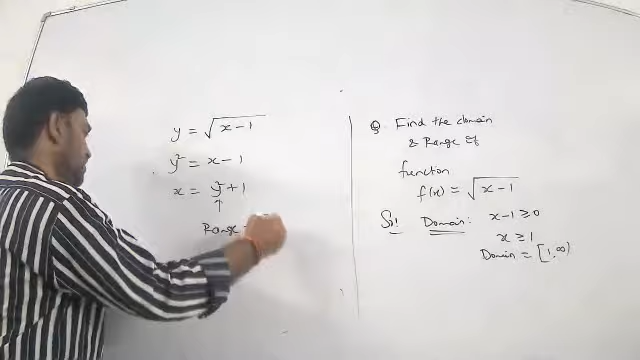 y = √x - 1
y² = x - 1
x = y² + 1
↑
Range -
Q Find the domain
& Range of
function
f(x) = √x - 1
Sol Domain: x - 1 ≥ 0
x ≥ 1
Domain = [1, ∞)